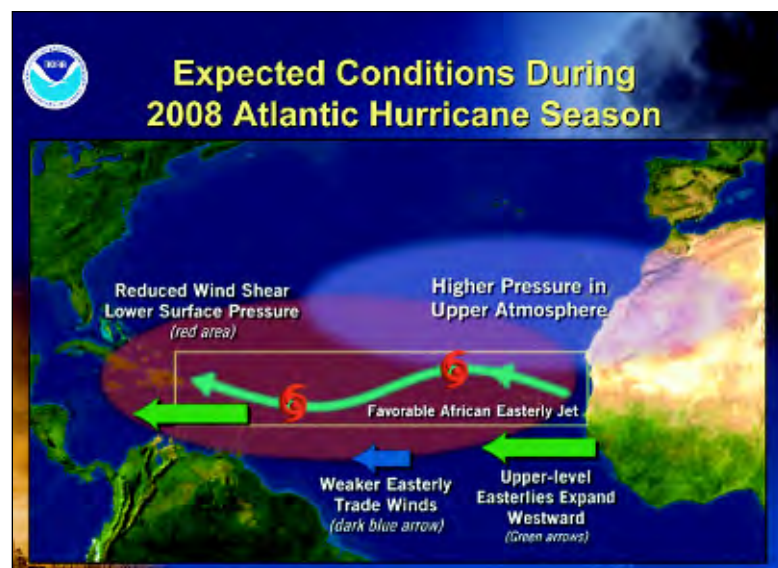 NOAA
Expected Conditions During
2008 Atlantic Hurricane Season
Reduced Wind Shear
Lower Surface Pressure
(red area)
Higher Pressure in
Upper Atmosphere
Favorable African Easterly Jet
Weaker Easterly
Trade Winds
(dark blue arrow)
Upper-level
Easterlies Expand
Westward
(Green arrows)